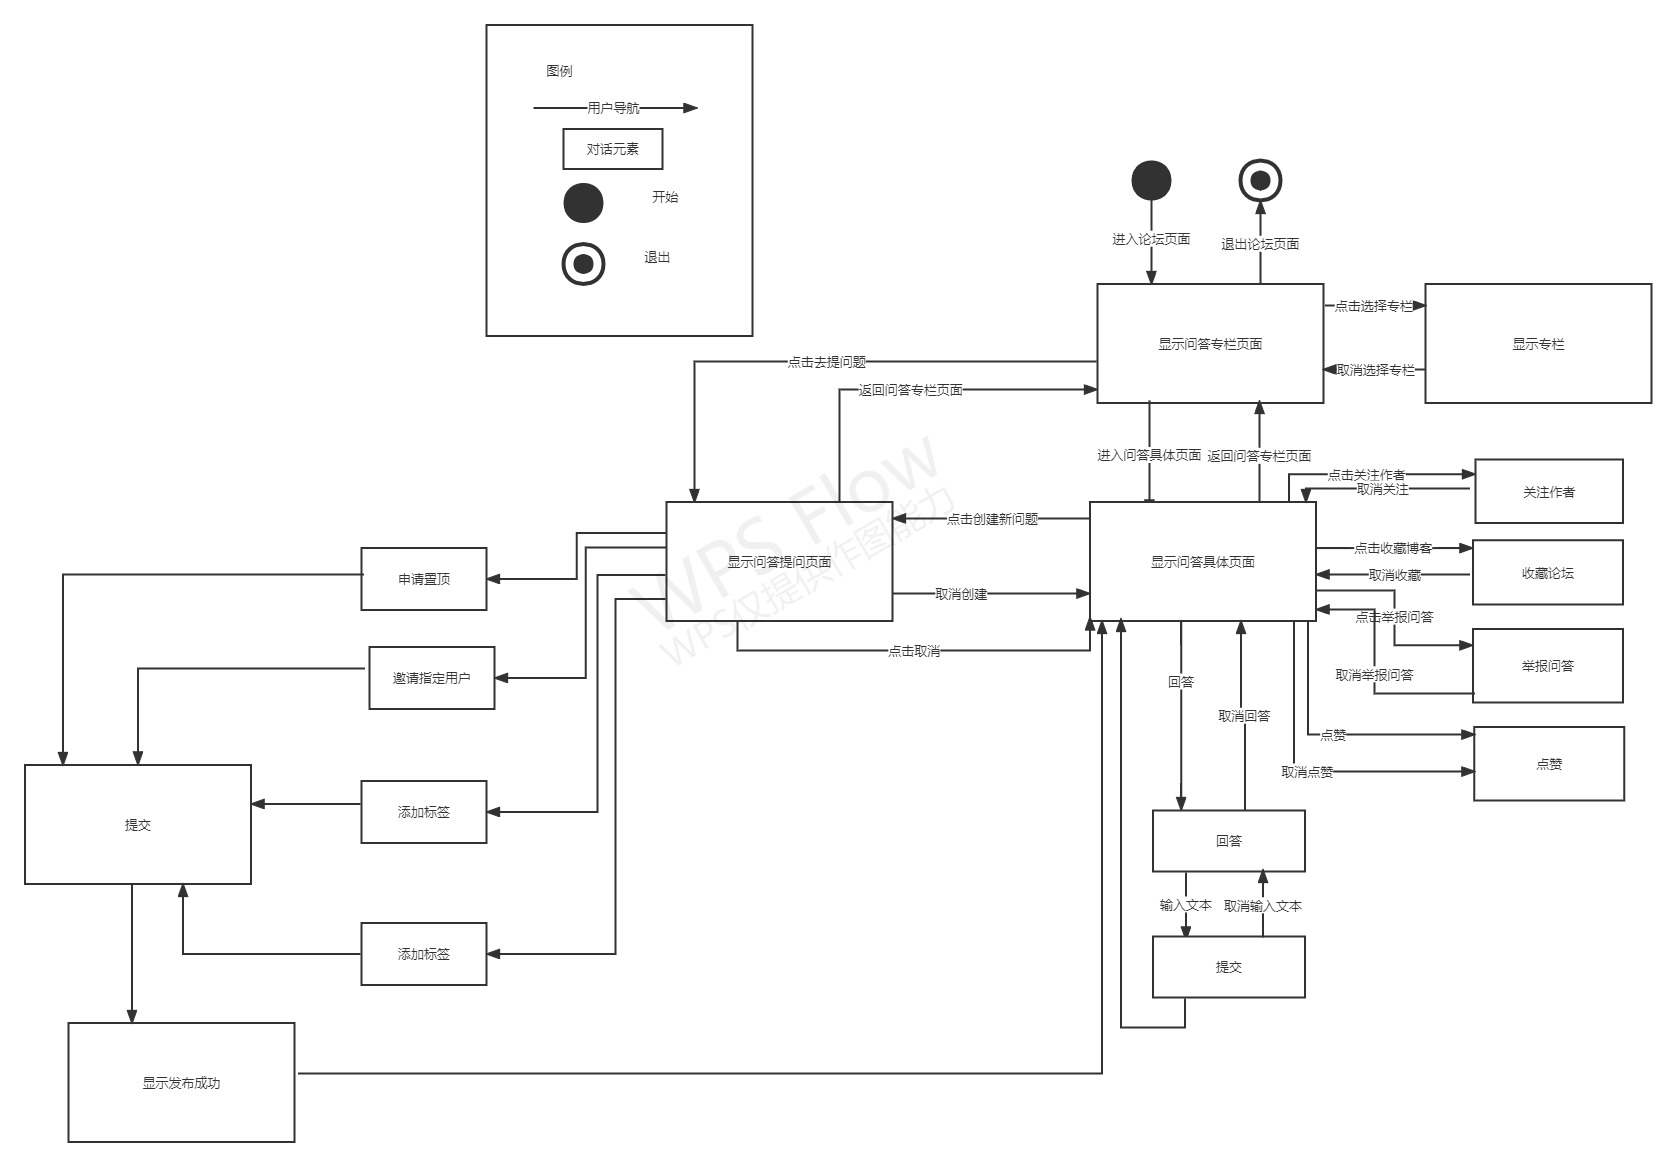 图例
用户导航
对话元素
开始
退出
进入论坛页面
退出论坛页面
点击选择专栏
显示问答专栏页面
显示专栏
点击去提问题
取消选择专栏
返回问答专栏页面
进入问答具体页面
返回问答专栏页面
点击关注作者
取消关注
关注作者
点击创建新问题
显示问答提问页面
显示问答具体页面
点击收藏博客
收藏论坛
取消收藏
申请置顶
取消创建
点击举报问答
点击取消
举报问答
取消举报问答
邀请指定用户
回答
取消回答
点赞
点赞
取消点赞
添加标签
提交
回答
输入文本
取消输入文本
添加标签
提交
显示发布成功
WPS Flow
WPS仅提供作图能力